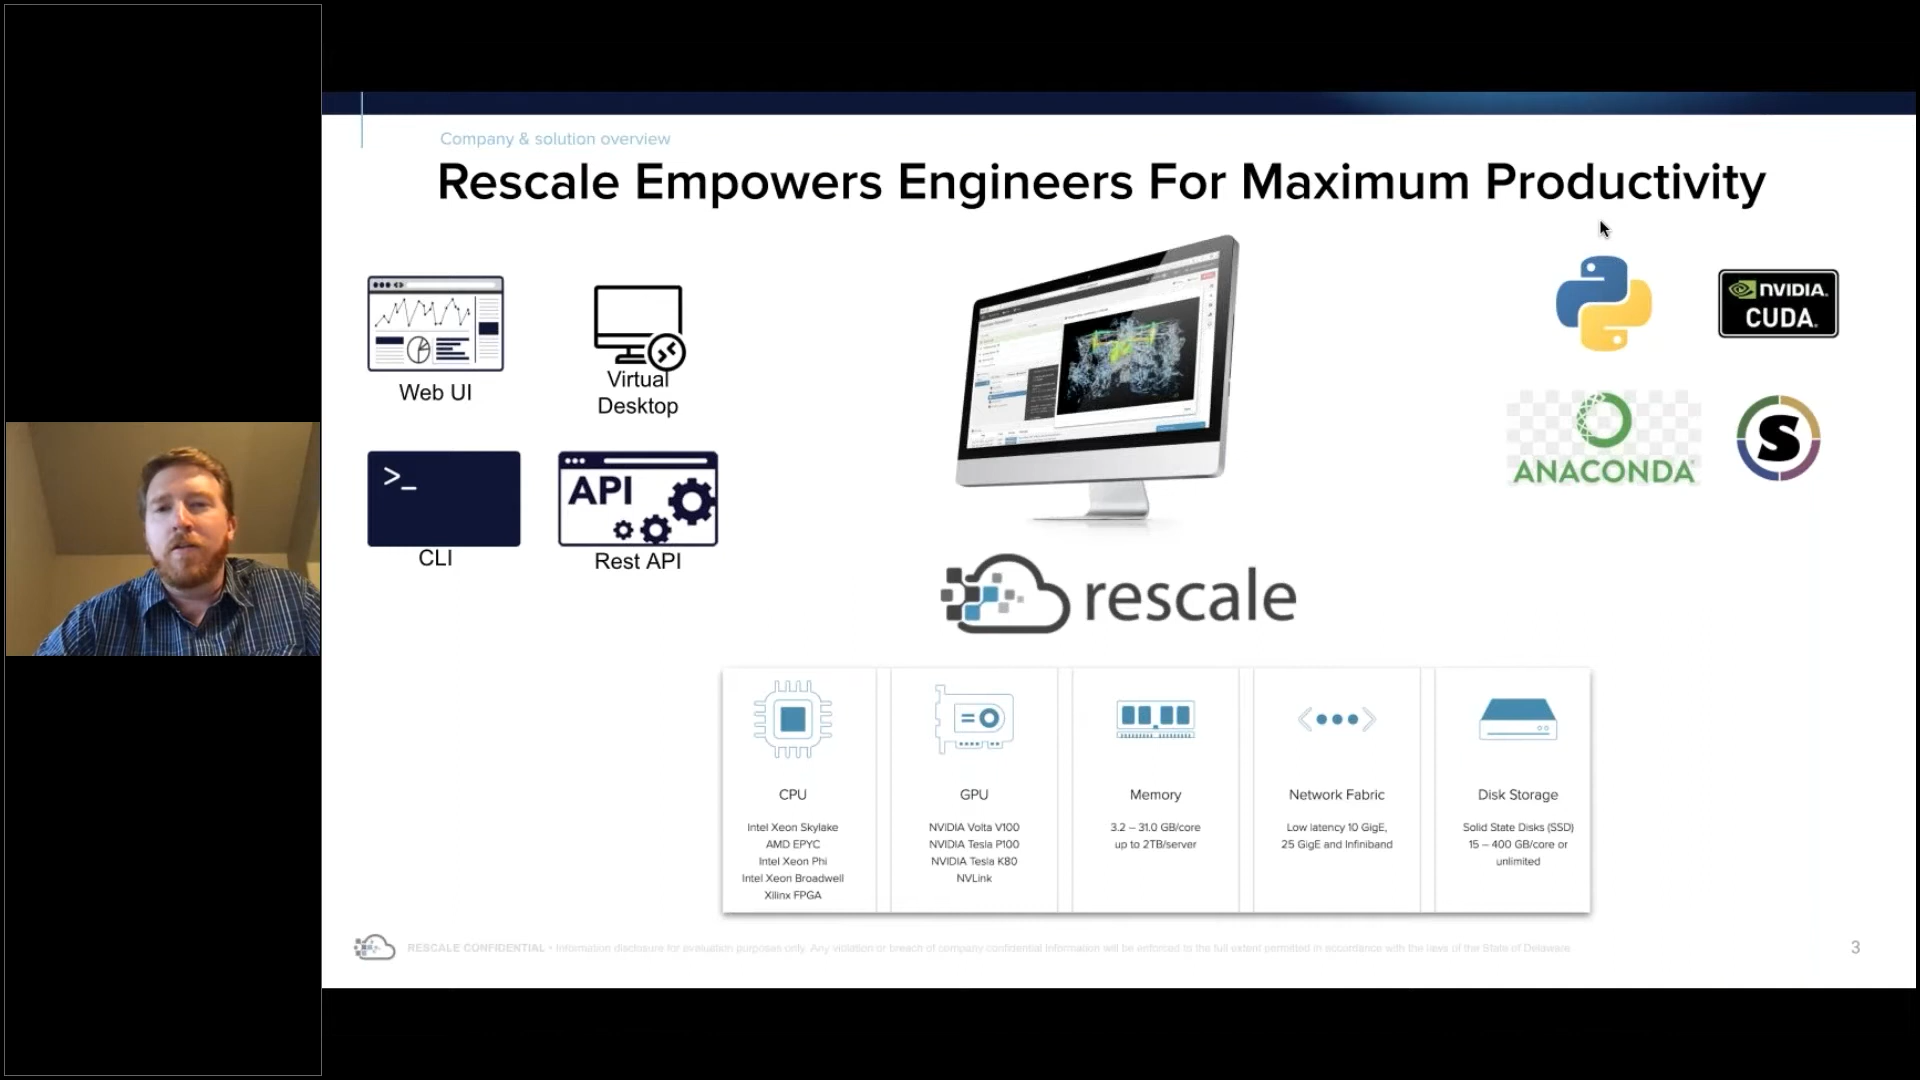 Company & solution overview
Rescale Empowers Engineers For Maximum Productivity
Web UI
Virtual
Desktop
>_
CLI
API
Rest API
NVIDIA.
CUDA.
ANACONDA
S
rescale
CPU
Intel Xeon Skylake
AMD EPYC
Intel Xeon Phi
Intel Xeon Broadwell
Xilinx FPGA
GPU
NVIDIA Volta V100
NVIDIA Tesla P100
NVIDIA Tesla K80
NVLink
Memory
3.2 – 31.0 GB/core
up to 2TB/server
Network Fabric
Low latency 10 GigE,
25 GigE and Infiniband
Disk Storage
Solid State Disks (SSD)
15 – 400 GB/core or
unlimited
RESCALE CONFIDENTIAL • Information disclosure for evaluation purposes only. Any violation or breach of company confidential information will be enforced to the full extent permitted in accordance with the laws of the State of Delaware.
3